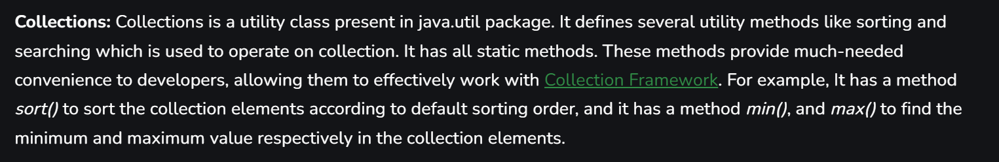 Collections: Collections is a utility class present in java.util package. It defines several utility methods like sorting and
searching which is used to operate on collection. It has all static methods. These methods provide much-needed
convenience to developers, allowing them to effectively work with Collection Framework. For example, It has a method
sort() to sort the collection elements according to default sorting order, and it has a method min(), and max() to find the
minimum and maximum value respectively in the collection elements.